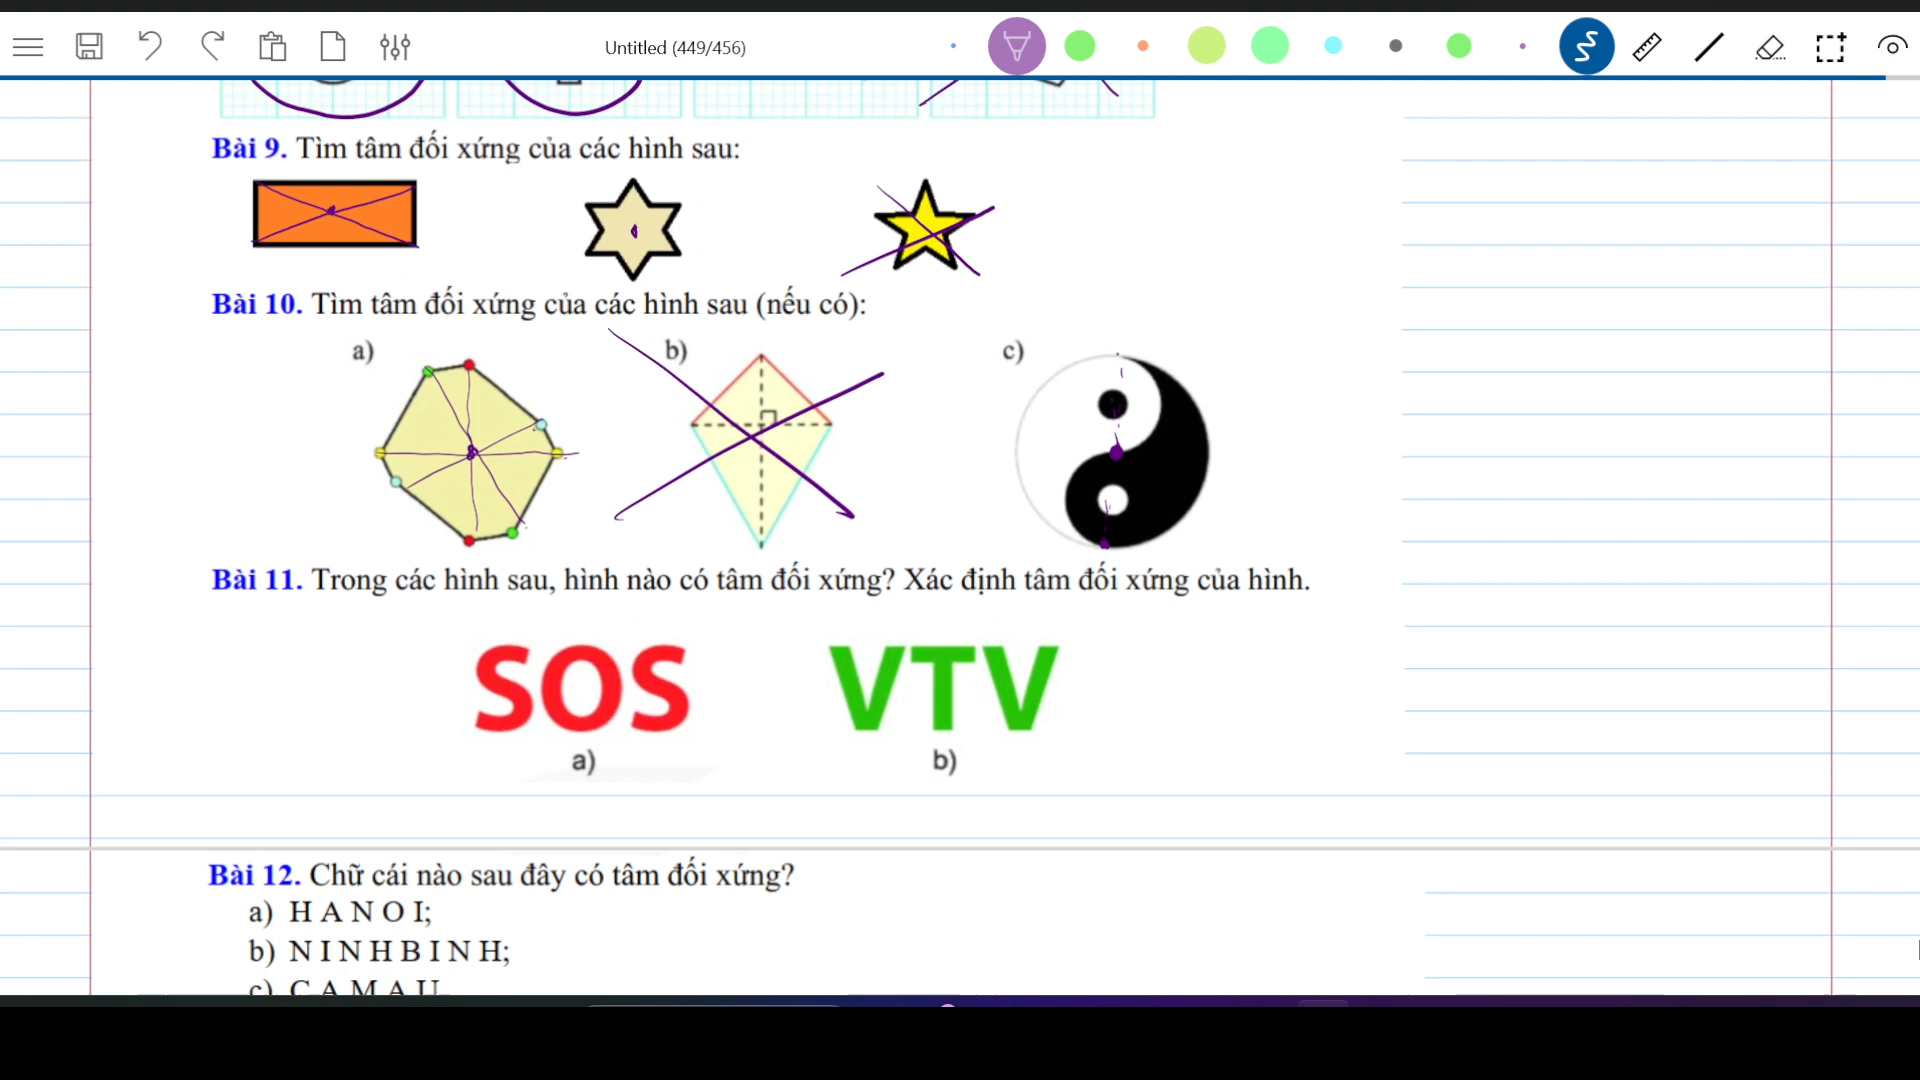 Untitled (449/456)
Bài 9. Tìm tâm đối xứng của các hình sau:
Bài 10. Tìm tâm đối xứng của các hình sau (nếu có):
a) b) c)
Bài 11. Trong các hình sau, hình nào có tâm đối xứng? Xác định tâm đối xứng của hình.
SOS VTV
a) b)
Bài 12. Chữ cái nào sau đây có tâm đối xứng?
a) H A N O I;
b) N I N H B I N H;
c) C A M A U